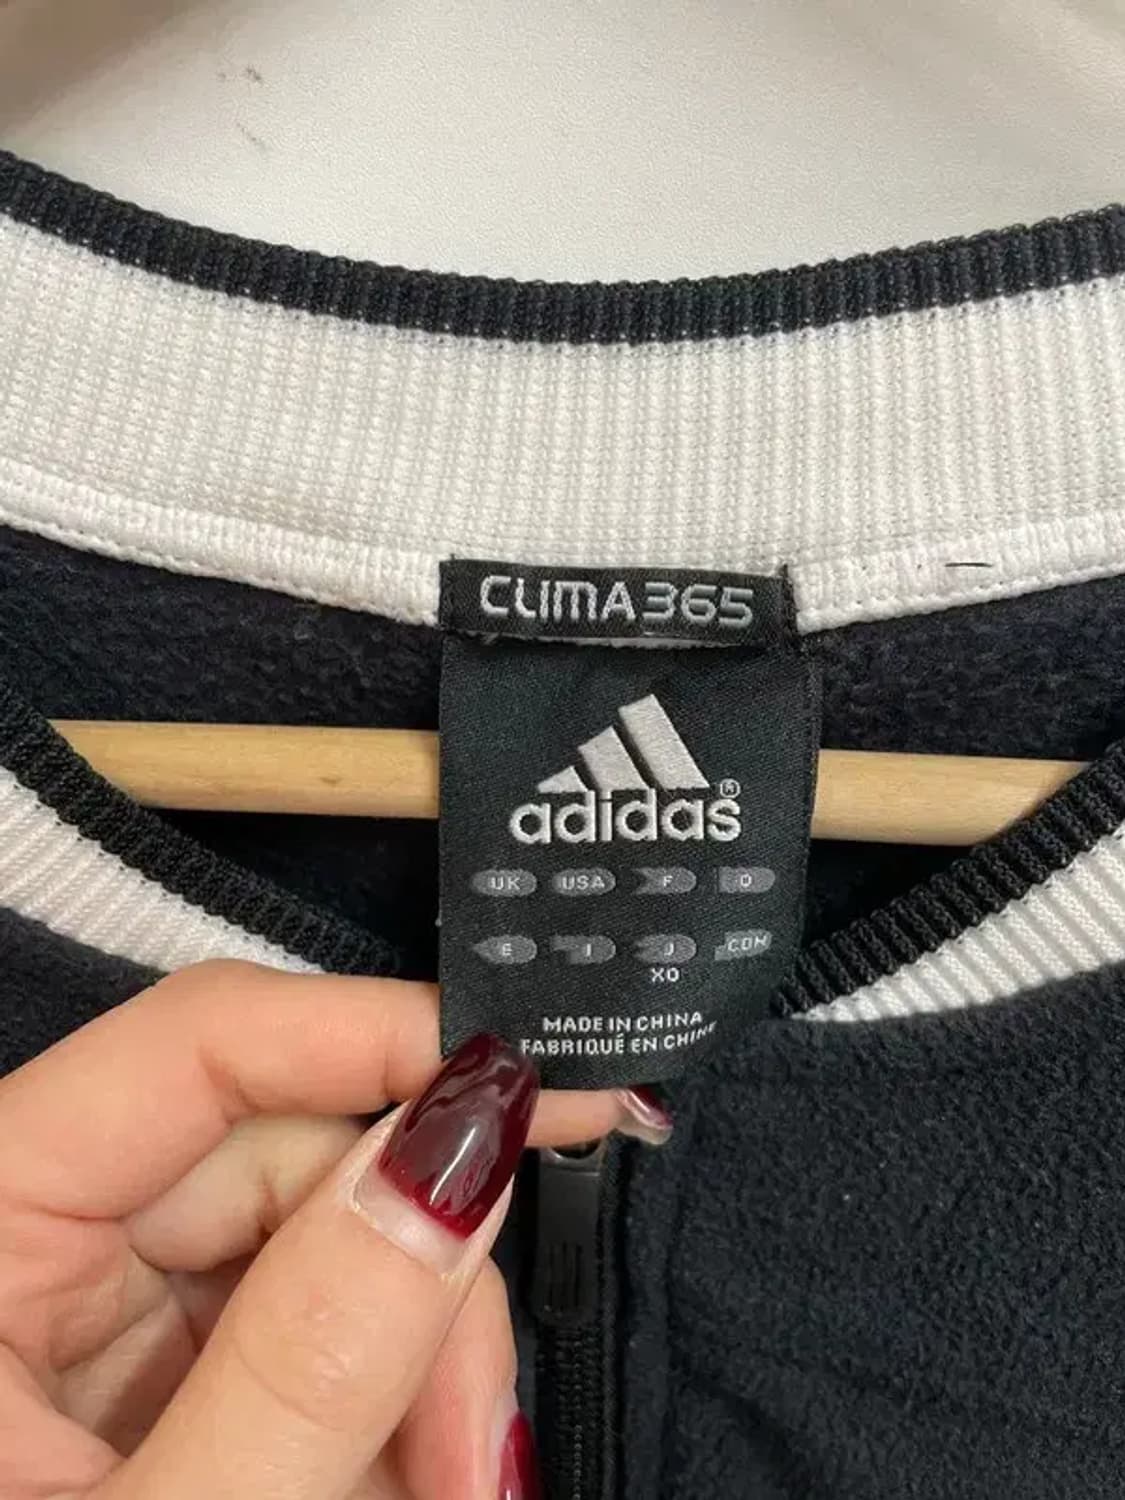 CLIMA365
adidas®
UK USA F D
E I J CDN
XO
MADE IN CHINA
FABRIQUÉ EN CHINE